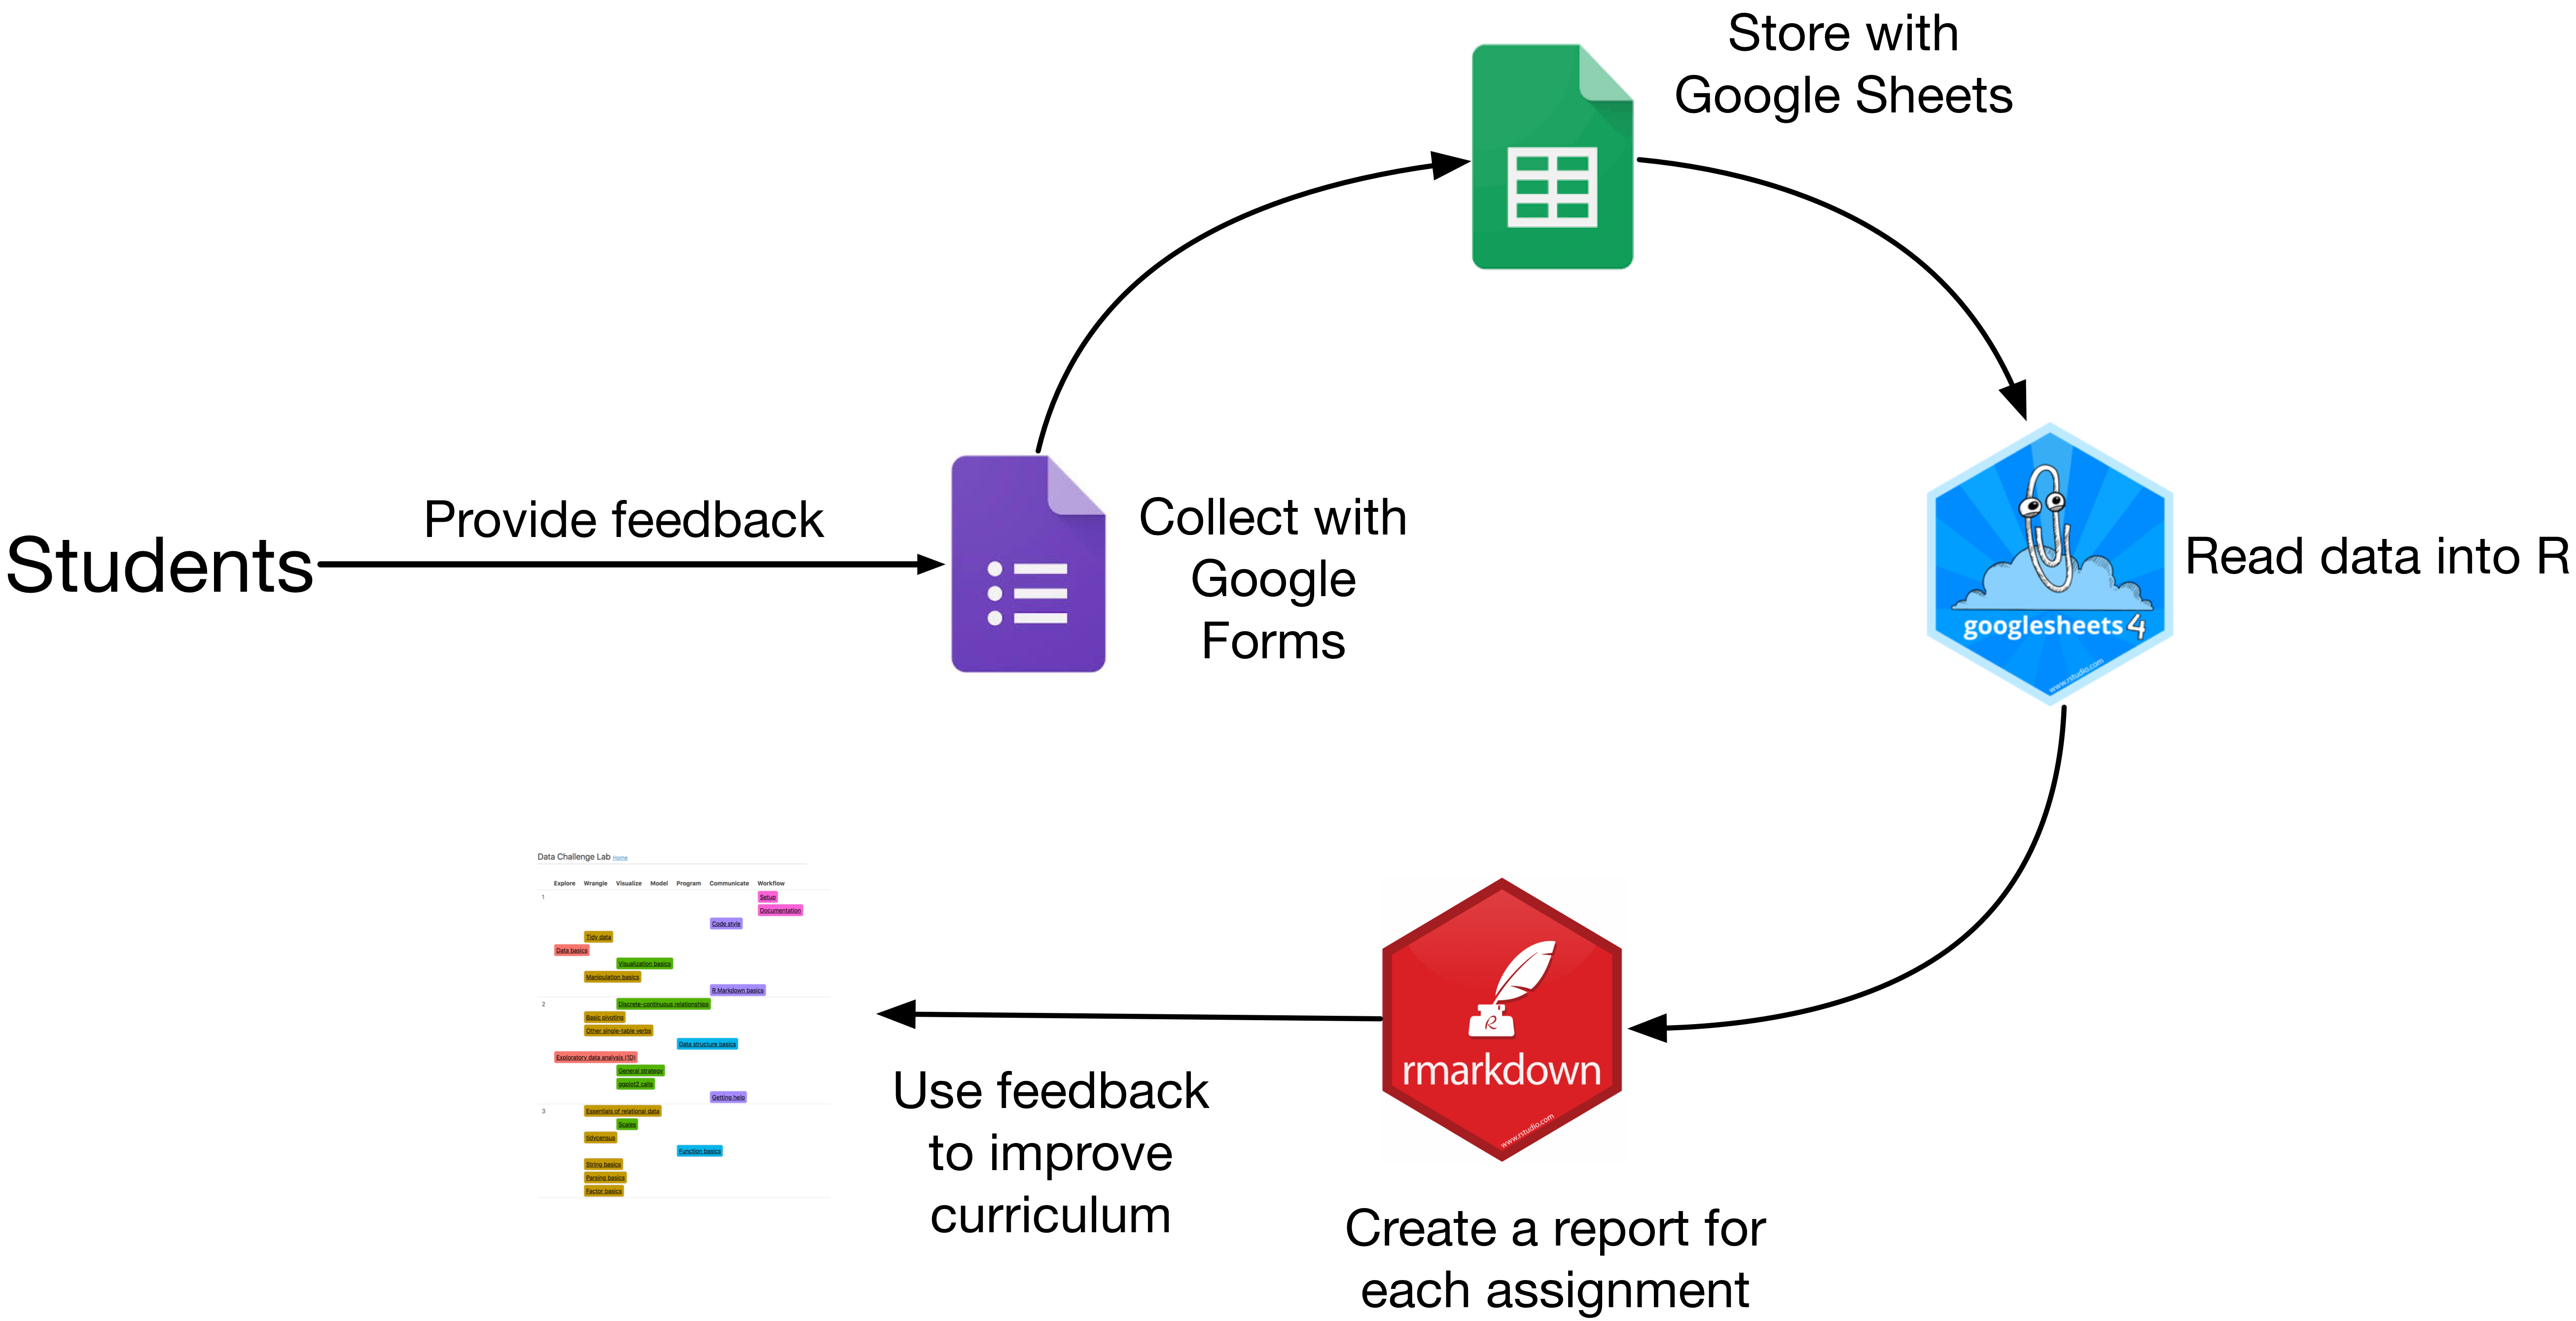 Store with
Google Sheets
Students
Provide feedback
Collect with
Google
Forms
googlesheets4
www.rstudio.com
Read data into R
Data Challenge Lab Home
Explore Wrangle Visualize Model Program Communicate Workflow
1
Setup
Documentation
Code style
Tidy data
Data basics
Visualization basics
Manipulation basics
R Markdown basics
2
Discrete-continuous relationships
Basic pivoting
Other single-table verbs
Data structure basics
Exploratory data analysis (1D)
General strategy
ggplot2 calls
Getting help
3
Essentials of relational data
Scales
tidycensus
Function basics
String basics
Parsing basics
Factor basics
Use feedback
to improve
curriculum
R
rmarkdown
www.rstudio.com
Create a report for
each assignment